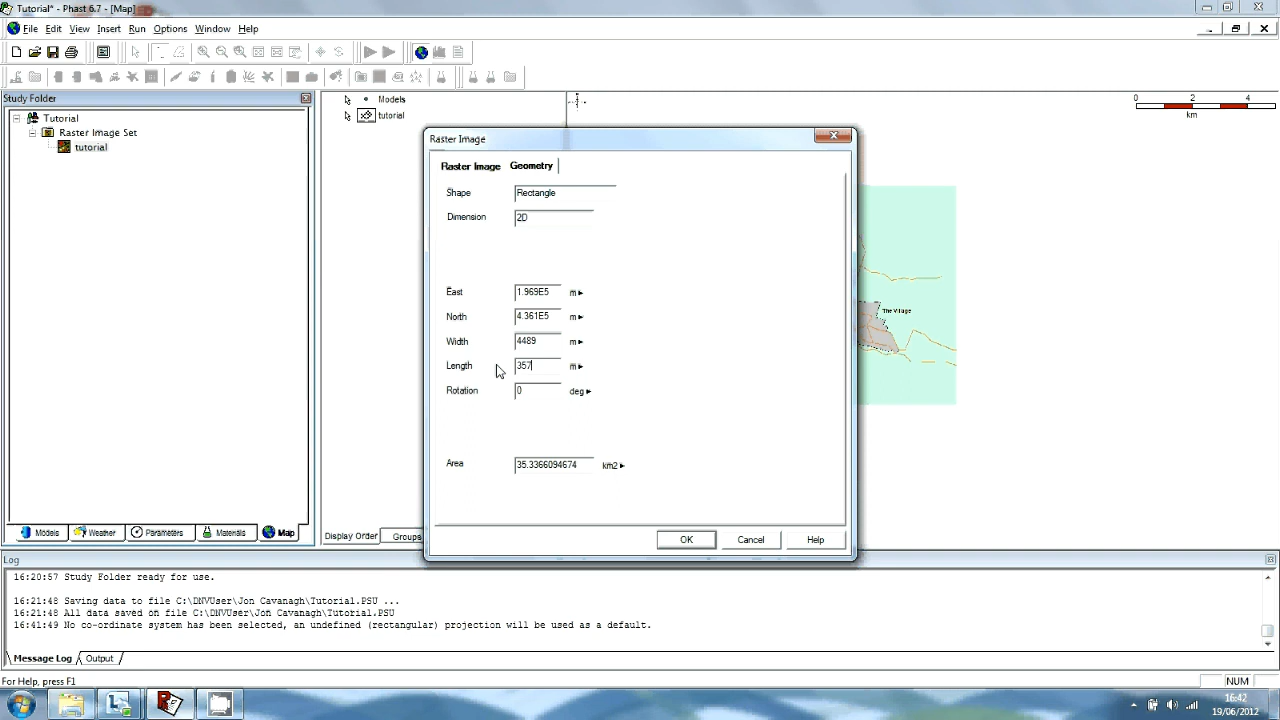 Tutorial* - Phast 6.7 - [Map]
File Edit View Insert Run Options Window Help
Study Folder
Tutorial
Raster Image Set
tutorial
Models
tutorial
0 2 4
km
The Village
Raster Image
Raster Image Geometry
Shape Rectangle
Dimension 2D
East 1.969E5 m
North 4.361E5 m
Width 4489 m
Length 357 m
Rotation 0 deg
Area 35.3366094674 km2
OK Cancel Help
Models Weather Parameters Materials Map
Display Order Groups
Log
16:20:57 Study Folder ready for use.
16:21:48 Saving data to file C:\DNVUser\Jon Cavanagh\Tutorial.PSU ...
16:21:48 All data saved on file C:\DNVUser\Jon Cavanagh\Tutorial.PSU
16:41:49 No co-ordinate system has been selected, an undefined (rectangular) projection will be used as a default.
Message Log Output
For Help, press F1
NUM
16:42
19/06/2012